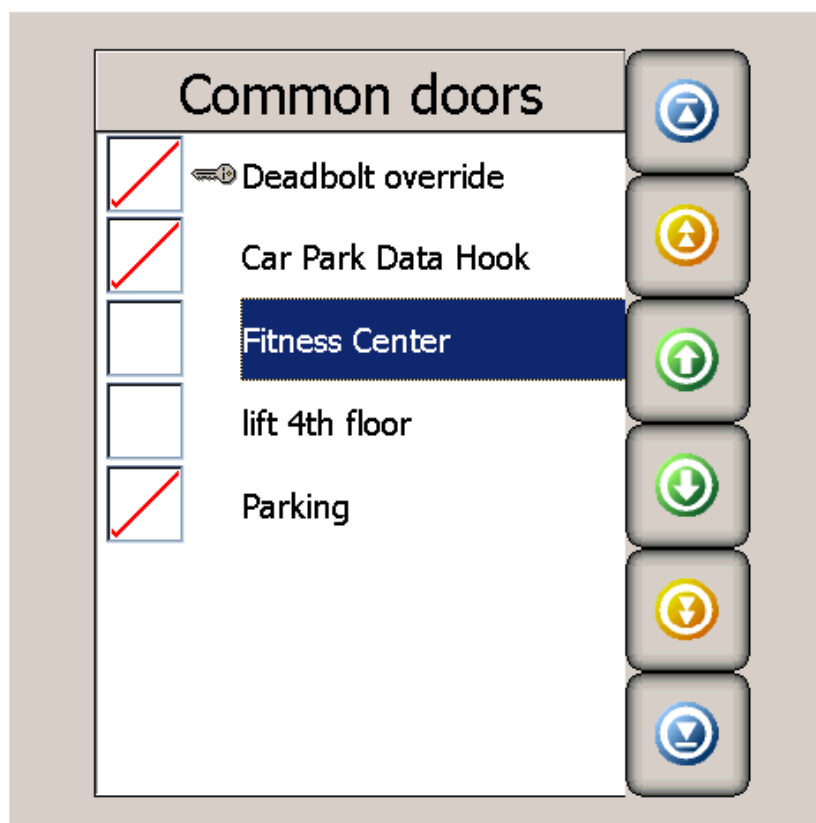 Common doors
Deadbolt override
Car Park Data Hook
Fitness Center
lift 4th floor
Parking